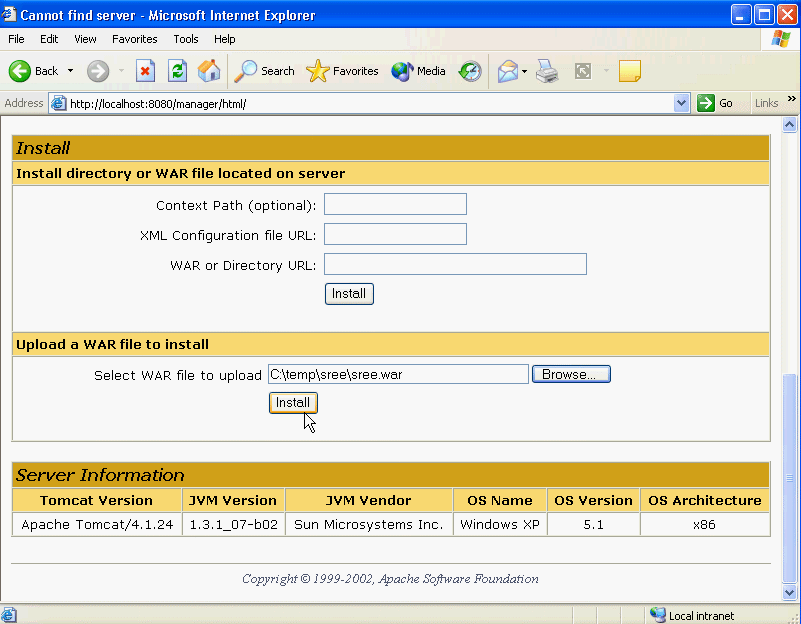 Cannot find server - Microsoft Internet Explorer
File Edit View Favorites Tools Help
Back Search Favorites Media
Address http://localhost:8080/manager/html/ Go Links »
Install
Install directory or WAR file located on server
Context Path (optional):
XML Configuration file URL:
WAR or Directory URL:
Install
Upload a WAR file to install
Select WAR file to upload C:\temp\sree\sree.war Browse...
Install
Server Information
Tomcat Version JVM Version JVM Vendor OS Name OS Version OS Architecture
Apache Tomcat/4.1.24 1.3.1_07-b02 Sun Microsystems Inc. Windows XP 5.1 x86
Copyright © 1999-2002, Apache Software Foundation
Local intranet